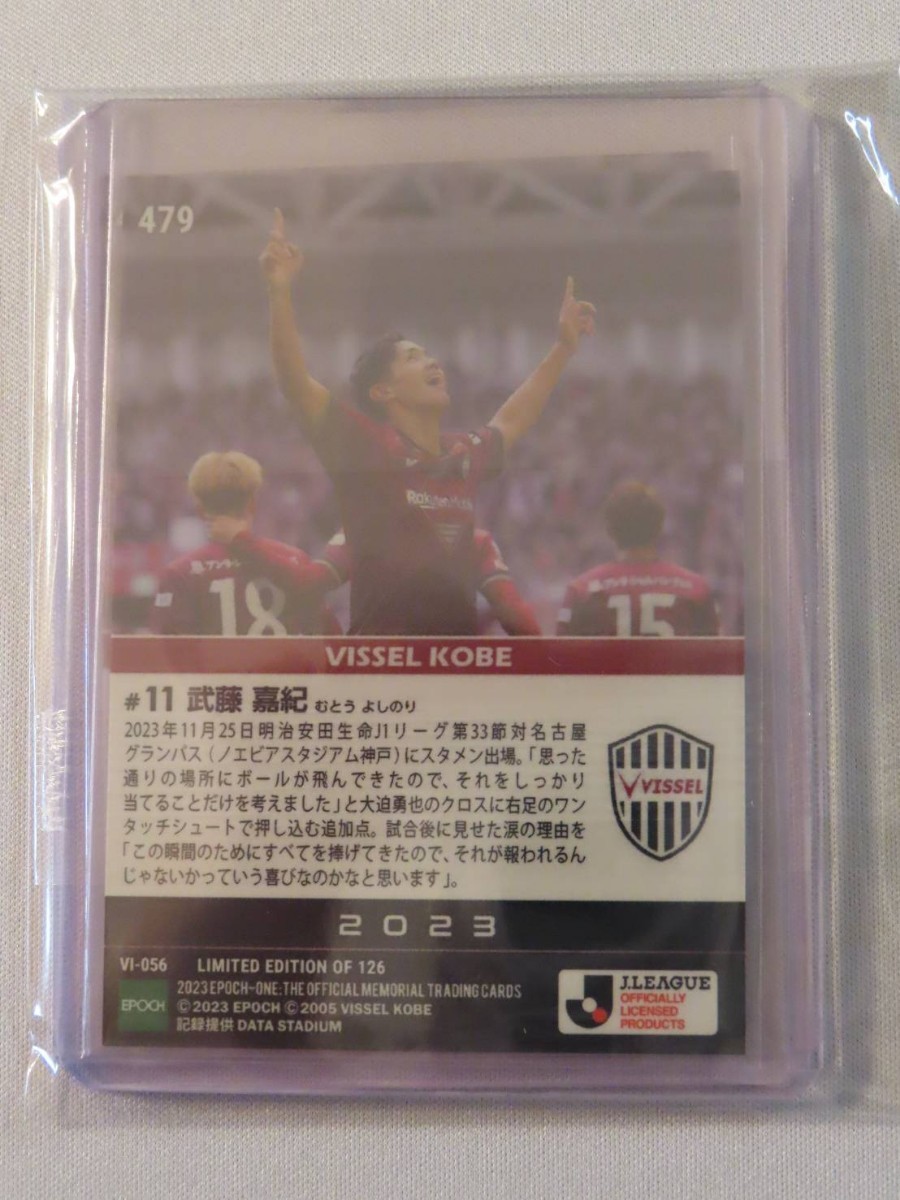 479
Rakuten
18
15
VISSEL KOBE
#11 武藤 嘉紀 むとう よしのり
2023年11月25日明治安田生命J1リーグ第33節対名古屋
グランパス(ノエビアスタジアム神戸)にスタメン出場。「思った
通りの場所にボールが飛んできたので、それをしっかり
当てることだけを考えました」と大迫勇也のクロスに右足のワン
タッチシュートで押し込む追加点。試合後に見せた涙の理由を
「この瞬間のためにすべてを捧げてきたので、それが報われるん
じゃないかっていう喜びなのかなと思います」。
VISSEL
2023
VI-056 LIMITED EDITION OF 126
2023 EPOCH-ONE:THE OFFICIAL MEMORIAL TRADING CARDS
EPOCH
©2023 EPOCH ©2005 VISSEL KOBE
記録提供 DATA STADIUM
J.LEAGUE
OFFICIALLY
LICENSED
PRODUCTS